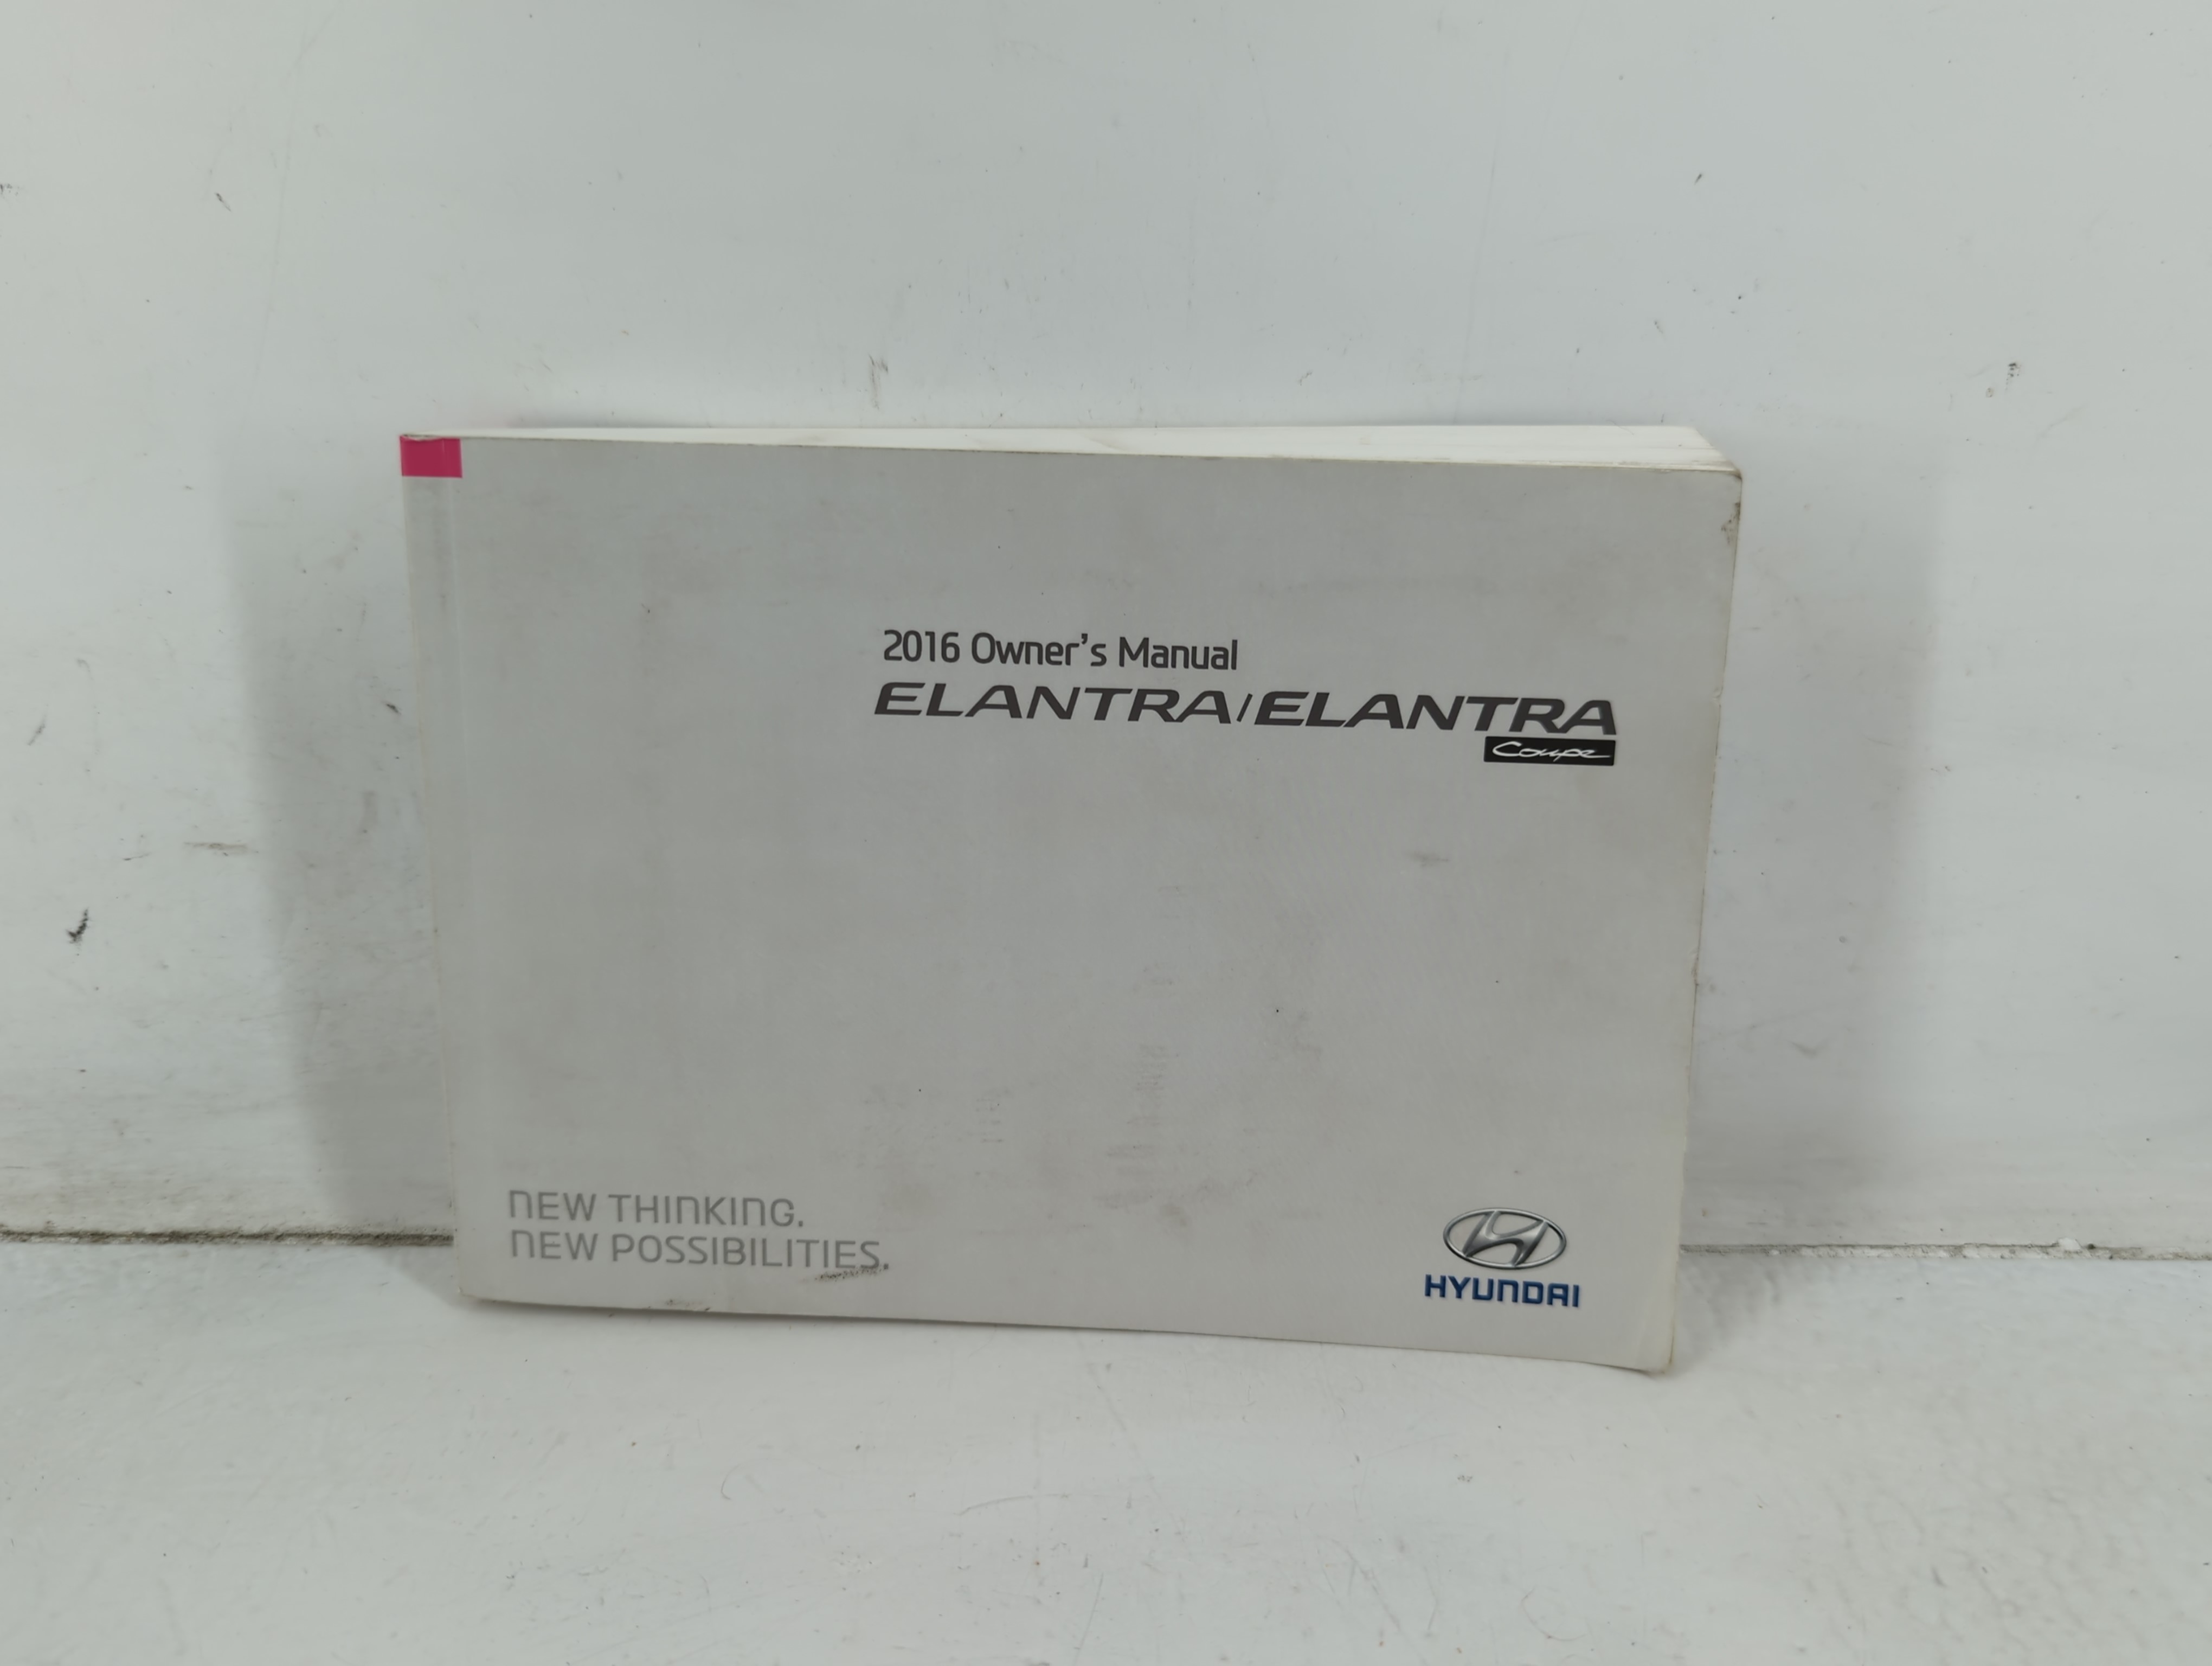 2016 Owner's Manual
ELANTRA/ELANTRA
Coupe
NEW THINKING.
NEW POSSIBILITIES.
HYUNDAI